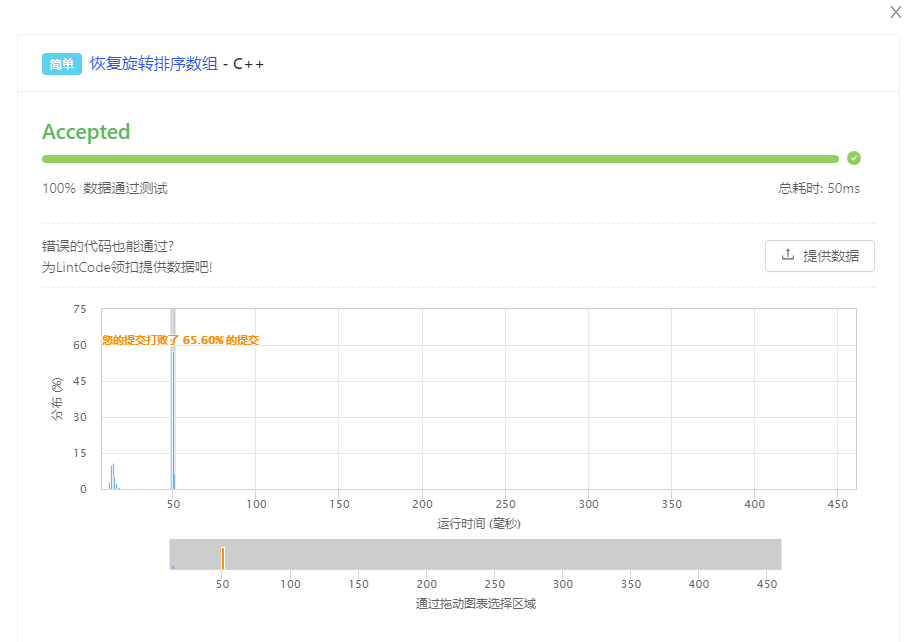 X
简单 恢复旋转排序数组 - C++
Accepted
100% 数据通过测试 总耗时: 50ms
错误的代码也能通过?
为LintCode领扣提供数据吧!
提供数据
75
60
45
30
15
0
分布 (%)
您的提交打败了 65.60% 的提交
50 100 150 200 250 300 350 400 450
运行时间 (毫秒)
50 100 150 200 250 300 350 400 450
通过拖动图表选择区域